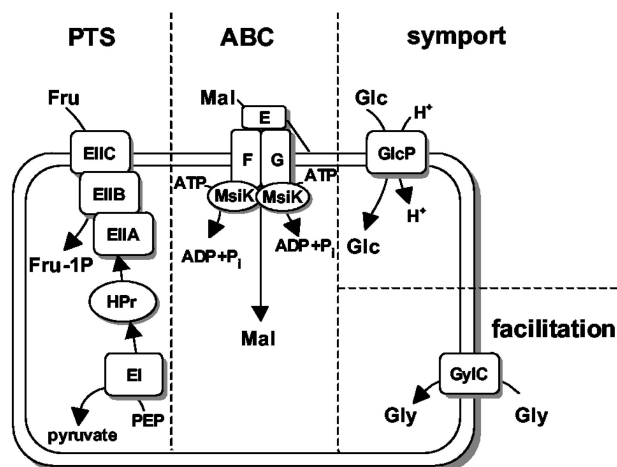 PTS
ABC
symport
Fru
EIIC
EIIB
EIIA
Fru-1P
HPr
EI
PEP
pyruvate
Mal
E
F
G
ATP
ATP
MsiK
MsiK
ADP+Pi
ADP+Pi
Mal
Glc
H+
GlcP
H+
Glc
facilitation
GylC
Gly
Gly